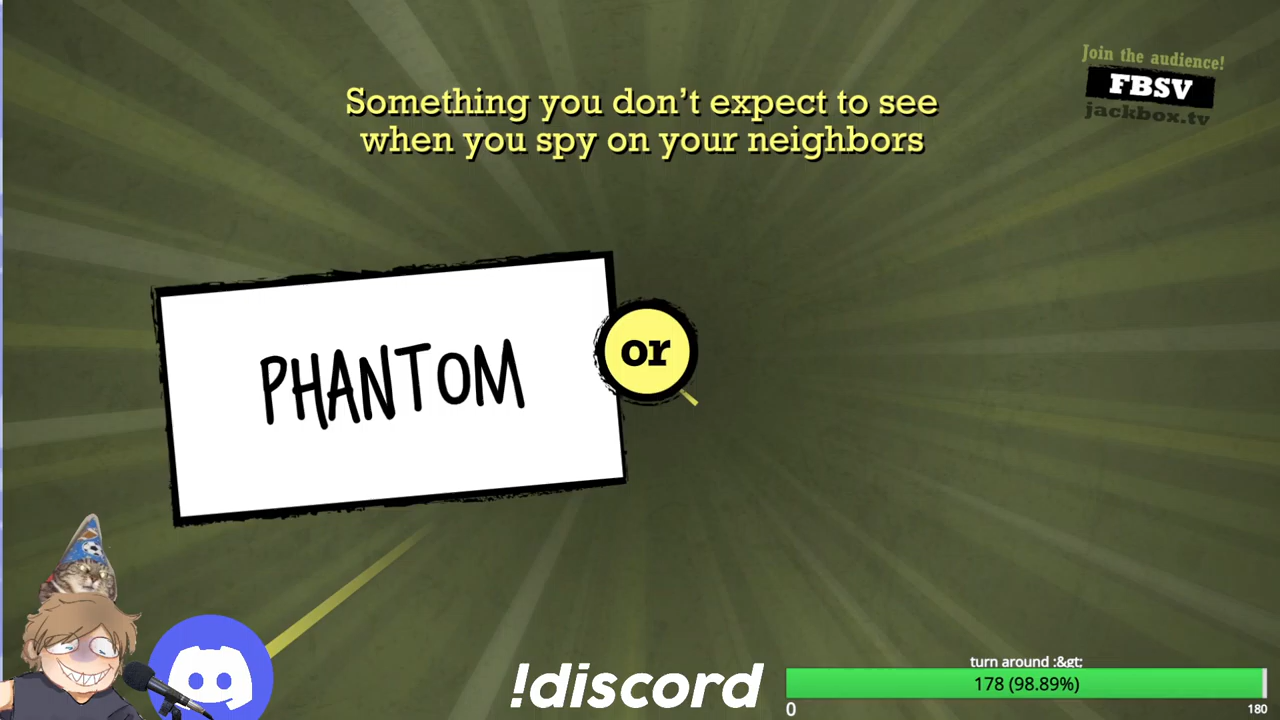 Join the audience!
FBSV
jackbox.tv
Something you don't expect to see
when you spy on your neighbors
PHANTOM
or
!discord
turn around :&gt;
178 (98.89%)
0
180